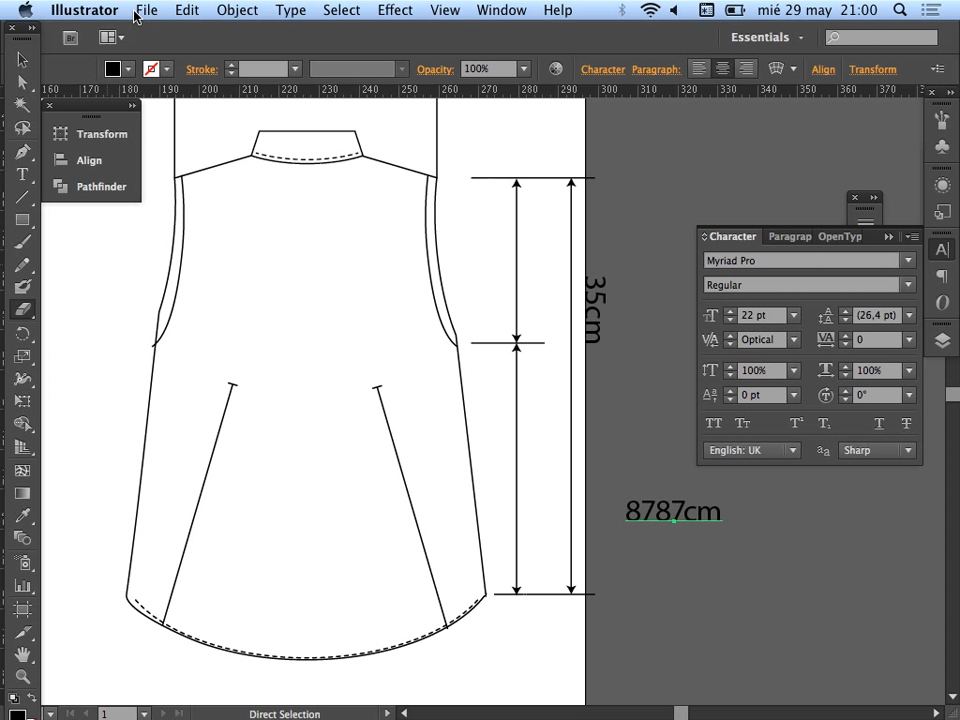 Illustrator File Edit Object Type Select Effect View Window Help mié 29 may 21:00
Br Essentials
Stroke: Opacity: 100% Character Paragraph: Align Transform
160 170 180 190 200 210 220 230 240 250 260 270 280 290 300 310 320 330 340 350 360 370
Transform
Align
Pathfinder
Character Paragrap OpenTyp
Myriad Pro
Regular
22 pt (26,4 pt)
Optical 0
100% 100%
0 pt 0°
TT Tт T¹ T₁ T T
English: UK aa Sharp
35cm
8787cm
1 Direct Selection